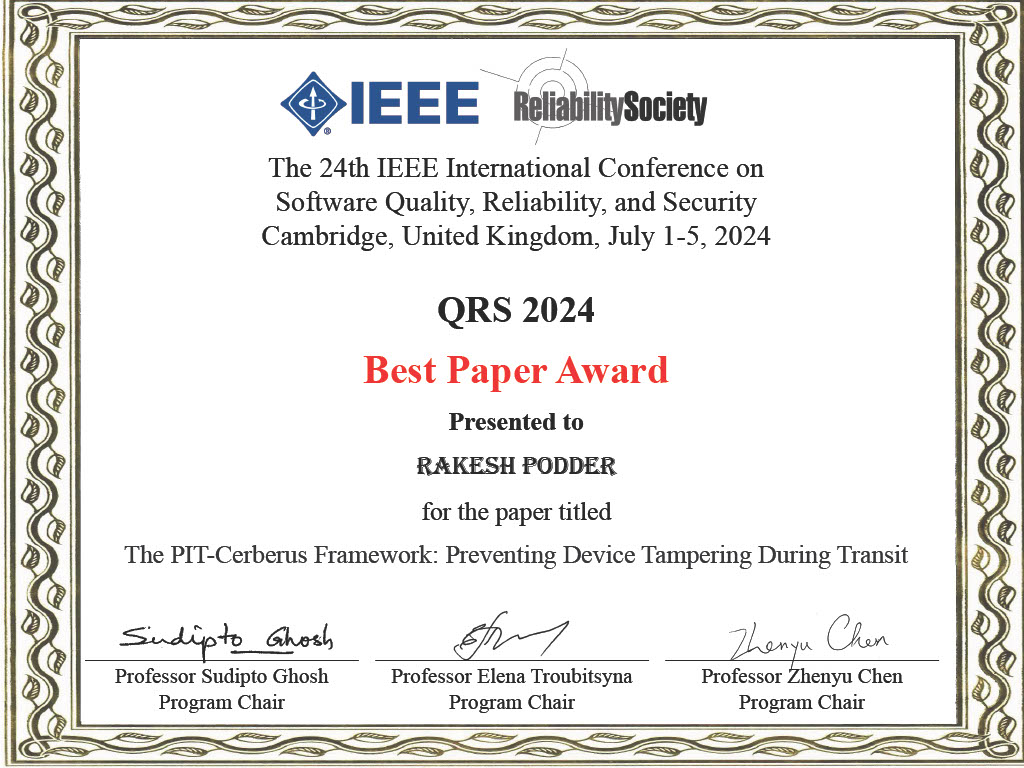 IEEE
®
ReliabilitySociety
The 24th IEEE International Conference on
Software Quality, Reliability, and Security
Cambridge, United Kingdom, July 1-5, 2024
QRS 2024
Best Paper Award
Presented to
RAKESH PODDER
for the paper titled
The PIT-Cerberus Framework: Preventing Device Tampering During Transit
Sudipto Ghosh
Zhenyu Chen
Professor Sudipto Ghosh
Professor Elena Troubitsyna
Professor Zhenyu Chen
Program Chair
Program Chair
Program Chair